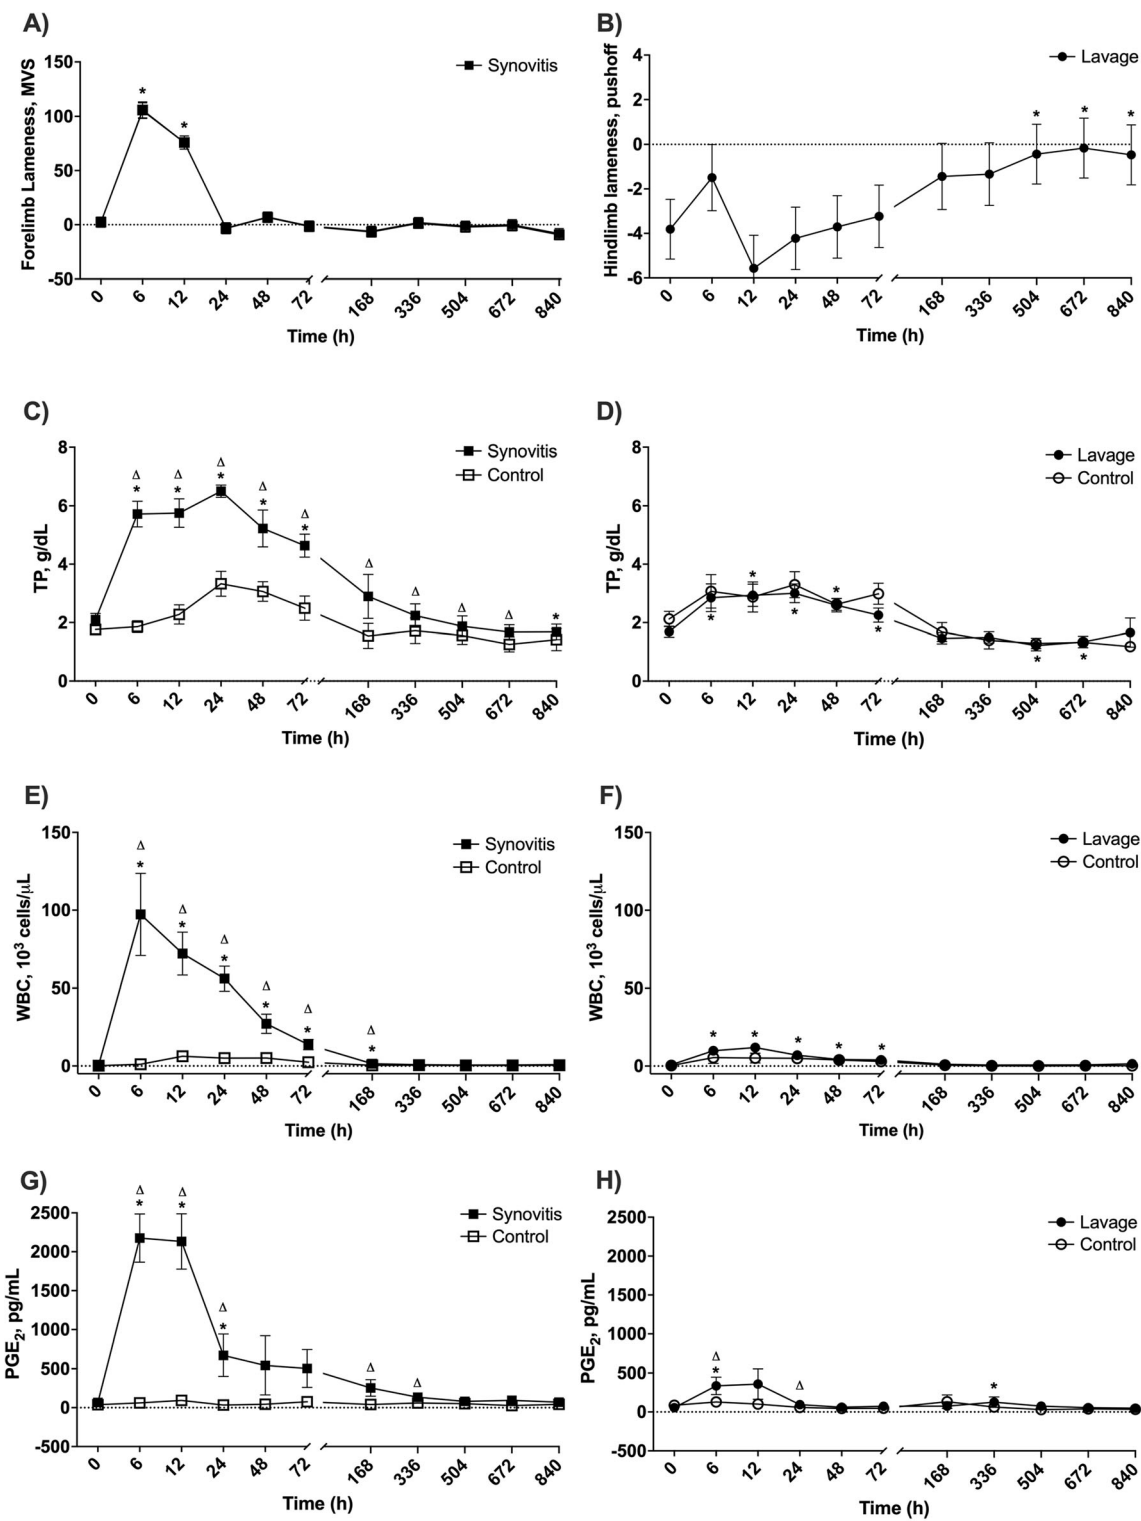 A)
Forelimb Lameness, MVS
150
100
50
0
-50
Synovitis
*
*
0 6 12 24 48 72 168 336 504 672 840
Time (h)
B)
Hindlimb lameness, pushoff
4
2
0
-2
-4
-6
Lavage
* * *
0 6 12 24 48 72 168 336 504 672 840
Time (h)
C)
TP, g/dL
8
6
4
2
0
Synovitis
Control
Δ Δ Δ Δ Δ Δ Δ Δ Δ
* * * * * *
0 6 12 24 48 72 168 336 504 672 840
Time (h)
D)
TP, g/dL
8
6
4
2
0
Lavage
Control
* * * * * * *
0 6 12 24 48 72 168 336 504 672 840
Time (h)
E)
WBC, 10³ cells/µL
150
100
50
0
Synovitis
Control
Δ Δ Δ Δ Δ Δ
* * * * * *
0 6 12 24 48 72 168 336 504 672 840
Time (h)
F)
WBC, 10³ cells/µL
150
100
50
0
Lavage
Control
* * * * *
0 6 12 24 48 72 168 336 504 672 840
Time (h)
G)
PGE₂, pg/mL
2500
2000
1500
1000
500
0
-500
Synovitis
Control
Δ Δ Δ Δ Δ
* * *
0 6 12 24 48 72 168 336 504 672 840
Time (h)
H)
PGE₂, pg/mL
2500
2000
1500
1000
500
0
-500
Lavage
Control
Δ Δ
* *
0 6 12 24 48 72 168 336 504 672 840
Time (h)